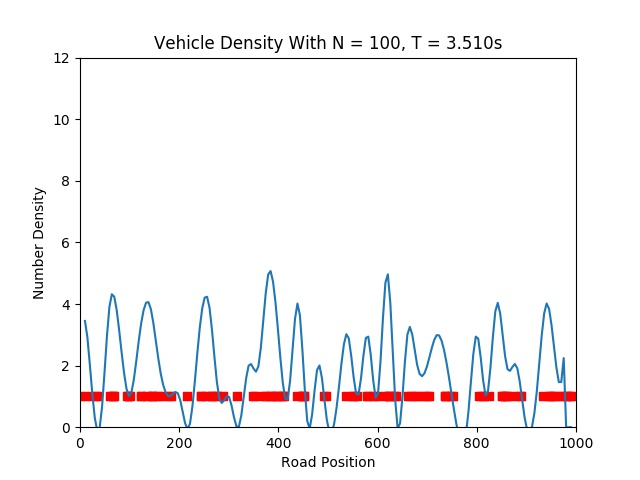 Vehicle Density With N = 100, T = 3.510s
12
10
8
6
4
2
0
Number Density
0 200 400 600 800 1000
Road Position